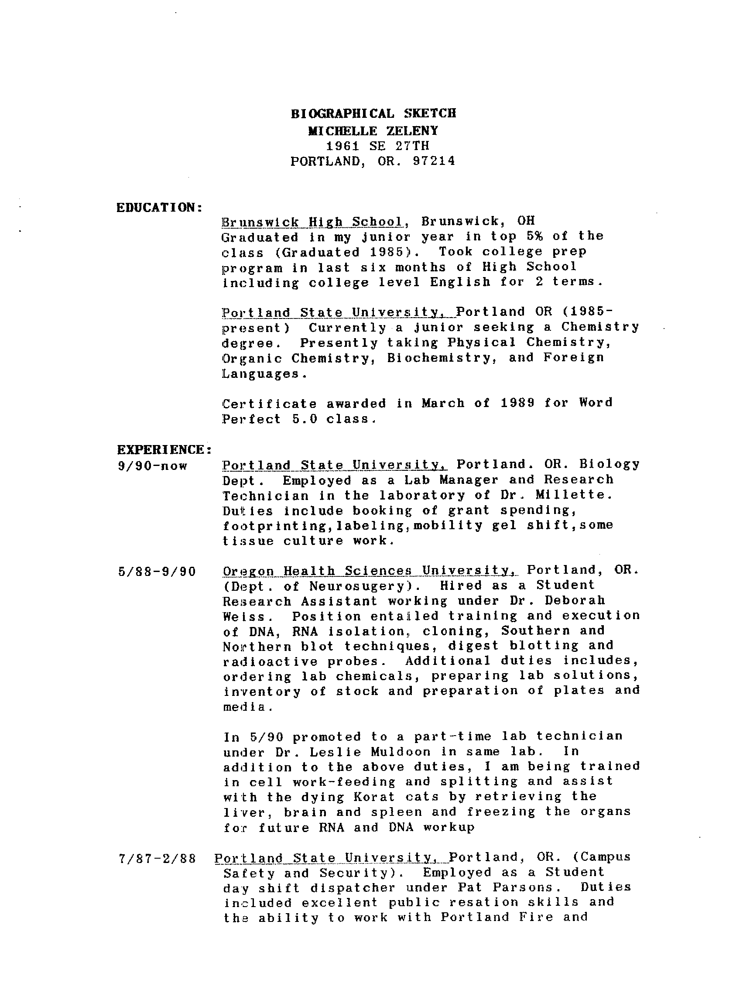 BIOGRAPHICAL SKETCH
MICHELLE ZELENY
1961 SE 27TH
PORTLAND, OR. 97214
EDUCATION:
Brunswick High School, Brunswick, OH
Graduated in my junior year in top 5% of the
class (Graduated 1985). Took college prep
program in last six months of High School
including college level English for 2 terms.
Portland State University, Portland OR (1985-
present) Currently a junior seeking a Chemistry
degree. Presently taking Physical Chemistry,
Organic Chemistry, Biochemistry, and Foreign
Languages.
Certificate awarded in March of 1989 for Word
Perfect 5.0 class.
EXPERIENCE:
9/90-now Portland State University, Portland. OR. Biology
Dept. Employed as a Lab Manager and Research
Technician in the laboratory of Dr. Millette.
Duties include booking of grant spending,
footprinting,labeling,mobility gel shift,some
tissue culture work.
5/88-9/90 Oregon Health Sciences University, Portland, OR.
(Dept. of Neurosugery). Hired as a Student
Research Assistant working under Dr. Deborah
Weiss. Position entailed training and execution
of DNA, RNA isolation, cloning, Southern and
Northern blot techniques, digest blotting and
radioactive probes. Additional duties includes,
ordering lab chemicals, preparing lab solutions,
inventory of stock and preparation of plates and
media.
In 5/90 promoted to a part-time lab technician
under Dr. Leslie Muldoon in same lab. In
addition to the above duties, I am being trained
in cell work-feeding and splitting and assist
with the dying Korat cats by retrieving the
liver, brain and spleen and freezing the organs
for future RNA and DNA workup
7/87-2/88 Portland State University, Portland, OR. (Campus
Safety and Security). Employed as a Student
day shift dispatcher under Pat Parsons. Duties
included excellent public resation skills and
the ability to work with Portland Fire and